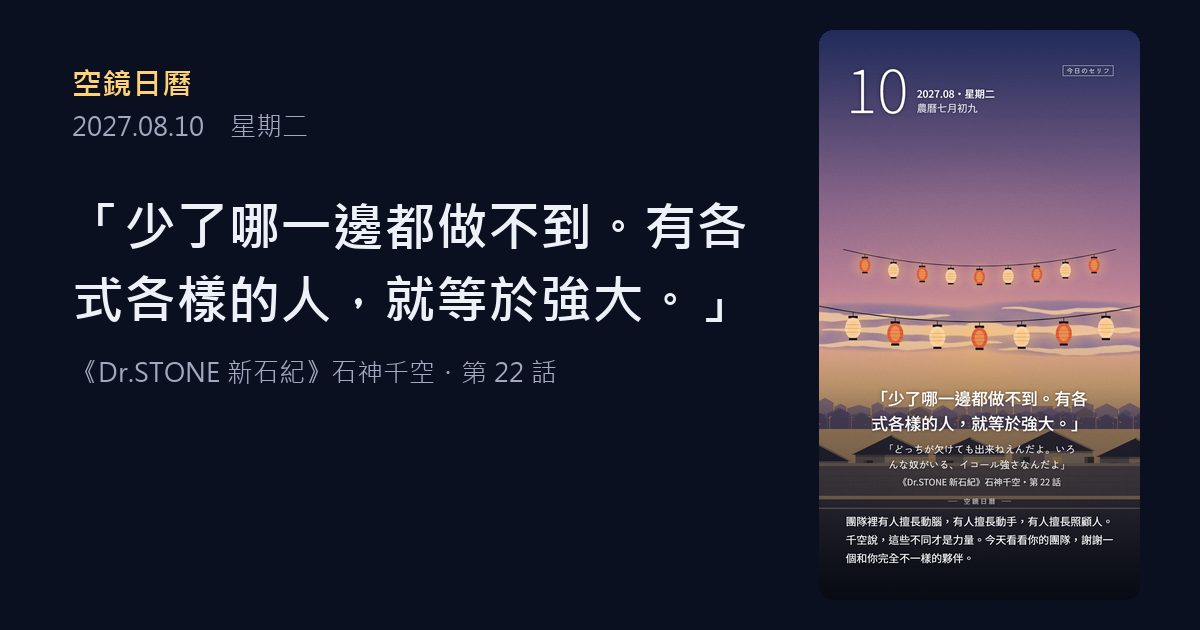 空鏡日曆
2027.08.10 星期二
「少了哪一邊都做不到。有各
式各樣的人，就等於強大。」
《Dr.STONE 新石紀》石神千空．第 22 話
10
2027.08・星期二
農曆七月初九
今日のセリフ
「少了哪一邊都做不到。有各
式各樣的人，就等於強大。」
「どっちが欠けても出来ねえんだよ。いろ
んな奴がいる、イコール強さなんだよ」
《Dr.STONE 新石紀》石神千空・第 22 話
— 空鏡日曆 —
團隊裡有人擅長動腦，有人擅長動手，有人擅長照顧人。
千空說，這些不同才是力量。今天看看你的團隊，謝謝一
個和你完全不一樣的夥伴。